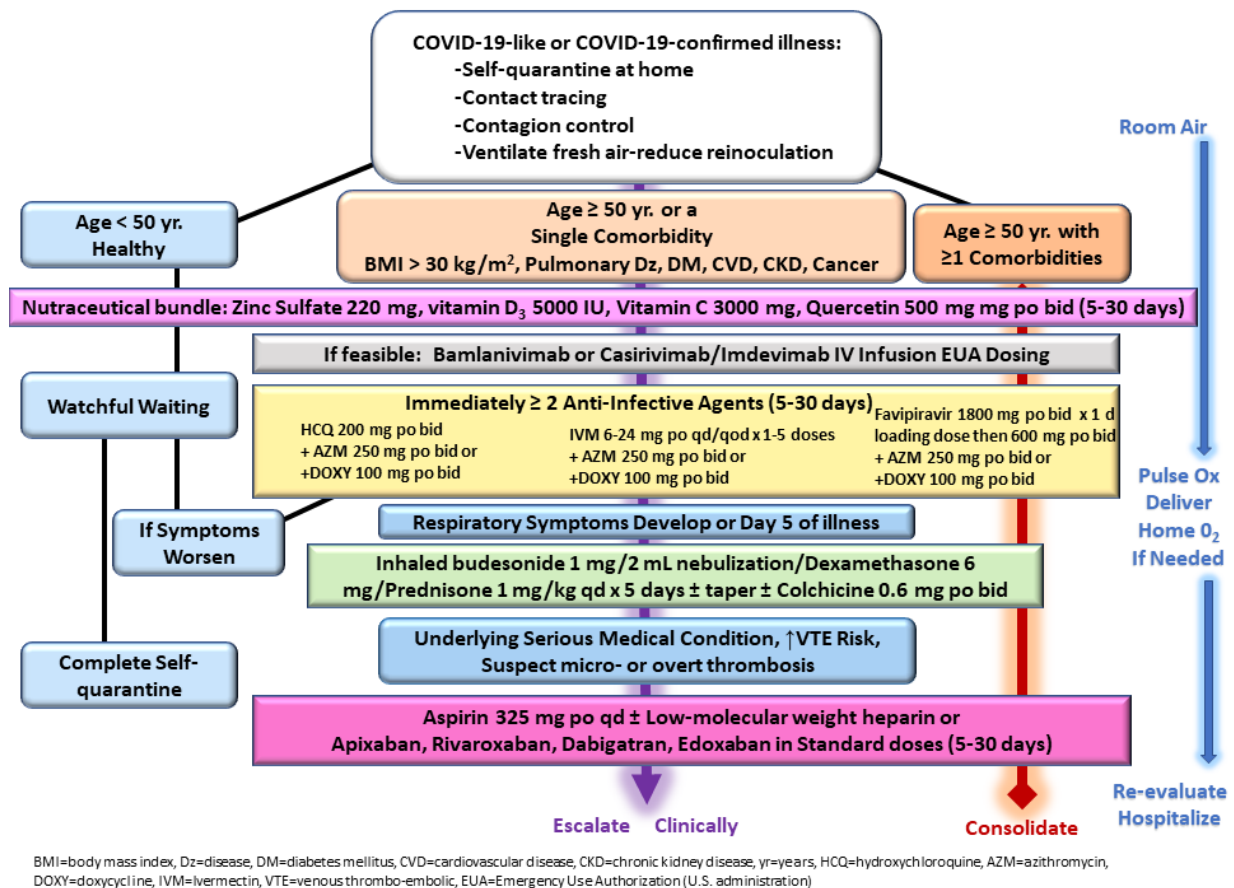 COVID-19-like or COVID-19-confirmed illness:
-Self-quarantine at home
-Contact tracing
-Contagion control
-Ventilate fresh air-reduce reinoculation
Room Air
Age < 50 yr.
Healthy
Age ≥ 50 yr. or a
Single Comorbidity
BMI > 30 kg/m², Pulmonary Dz, DM, CVD, CKD, Cancer
Age ≥ 50 yr. with
≥1 Comorbidities
Nutraceutical bundle: Zinc Sulfate 220 mg, vitamin D₃ 5000 IU, Vitamin C 3000 mg, Quercetin 500 mg mg po bid (5-30 days)
If feasible: Bamlanivimab or Casirivimab/Imdevimab IV Infusion EUA Dosing
Watchful Waiting
Immediately ≥ 2 Anti-Infective Agents (5-30 days)
HCQ 200 mg po bid
+ AZM 250 mg po bid or
+DOXY 100 mg po bid
IVM 6-24 mg po qd/qod x 1-5 doses
+ AZM 250 mg po bid or
+DOXY 100 mg po bid
Favipiravir 1800 mg po bid x 1 d
loading dose then 600 mg po bid
+ AZM 250 mg po bid or
+DOXY 100 mg po bid
Pulse Ox
Deliver
Home 0₂
If Needed
If Symptoms
Worsen
Respiratory Symptoms Develop or Day 5 of illness
Inhaled budesonide 1 mg/2 mL nebulization/Dexamethasone 6
mg/Prednisone 1 mg/kg qd x 5 days ± taper ± Colchicine 0.6 mg po bid
Underlying Serious Medical Condition, ↑VTE Risk,
Suspect micro- or overt thrombosis
Complete Self-
quarantine
Aspirin 325 mg po qd ± Low-molecular weight heparin or
Apixaban, Rivaroxaban, Dabigatran, Edoxaban in Standard doses (5-30 days)
Re-evaluate
Hospitalize
Escalate Clinically
Consolidate
BMI=body mass index, Dz=disease, DM=diabetes mellitus, CVD=cardiovascular disease, CKD=chronic kidney disease, yr=years, HCQ=hydroxychloroquine, AZM=azithromycin,
DOXY=doxycycline, IVM=Ivermectin, VTE=venous thrombo-embolic, EUA=Emergency Use Authorization (U.S. administration)